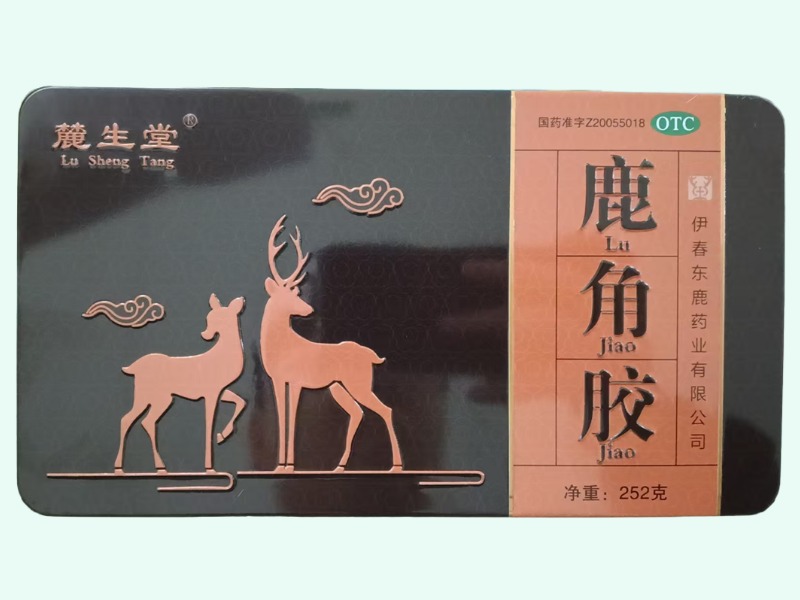 麓生堂®
Lu Sheng Tang
国药准字Z20055018 OTC
鹿
Lu
角
Jiao
胶
Jiao
伊春东鹿药业有限公司
净重：252克